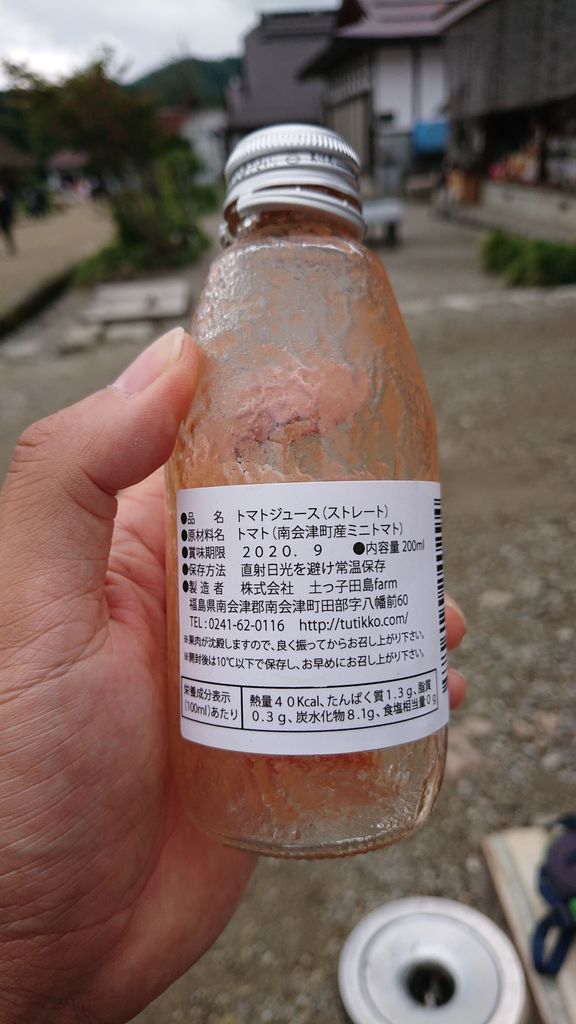 ●品　名　トマトジュース(ストレート)
●原材料名　トマト(南会津町産ミニトマト)
●賞味期限　2020. 9　●内容量 200ml
●保存方法　直射日光を避け常温保存
●製造者　株式会社　土っ子田島farm
福島県南会津郡南会津町田部字八幡前60
TEL:0241-62-0116　http://tutikko.com/
※果肉が沈殿しますので、良く振ってからお召し上がり下さい。
※開封後は10℃以下で保存し、お早めにお召し上がり下さい。
栄養成分表示
(100ml)あたり
熱量40Kcal、たんぱく質1.3g、脂質
0.3g、炭水化物8.1g、食塩相当量0g